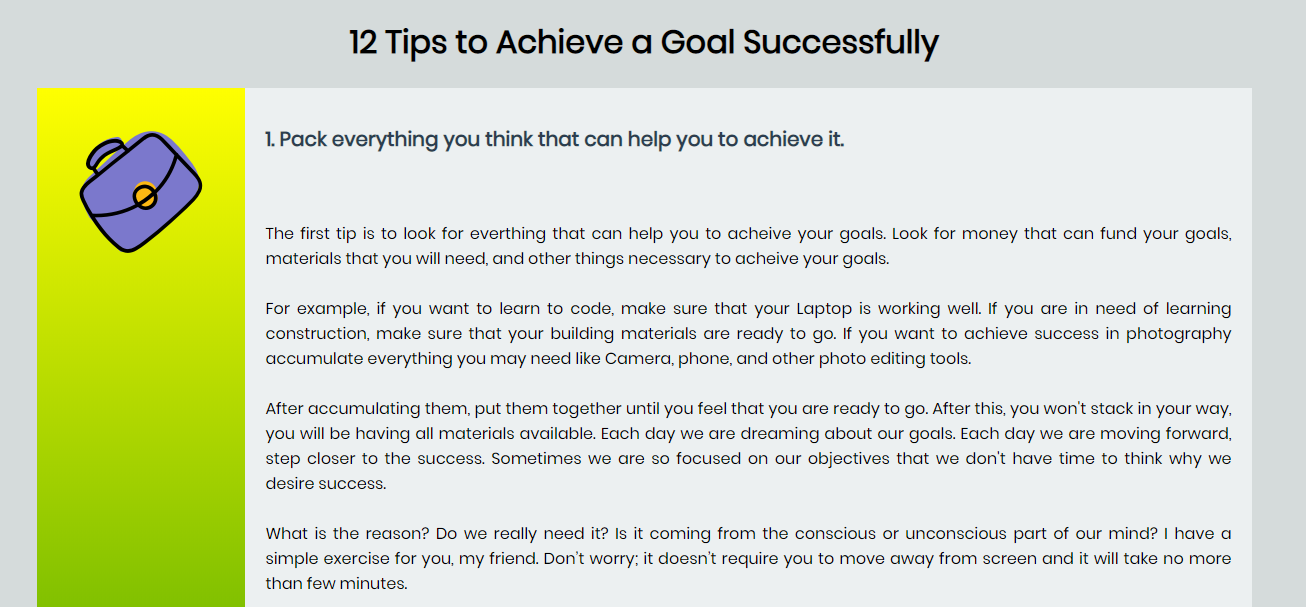 12 Tips to Achieve a Goal Successfully
1. Pack everything you think that can help you to achieve it.
The first tip is to look for everthing that can help you to acheive your goals. Look for money that can fund your goals,
materials that you will need, and other things necessary to acheive your goals.
For example, if you want to learn to code, make sure that your Laptop is working well. If you are in need of learning
construction, make sure that your building materials are ready to go. If you want to achieve success in photography
accumulate everything you may need like Camera, phone, and other photo editing tools.
After accumulating them, put them together until you feel that you are ready to go. After this, you won't stack in your way,
you will be having all materials available. Each day we are dreaming about our goals. Each day we are moving forward,
step closer to the success. Sometimes we are so focused on our objectives that we don't have time to think why we
desire success.
What is the reason? Do we really need it? Is it coming from the conscious or unconscious part of our mind? I have a
simple exercise for you, my friend. Don't worry; it doesn't require you to move away from screen and it will take no more
than few minutes.